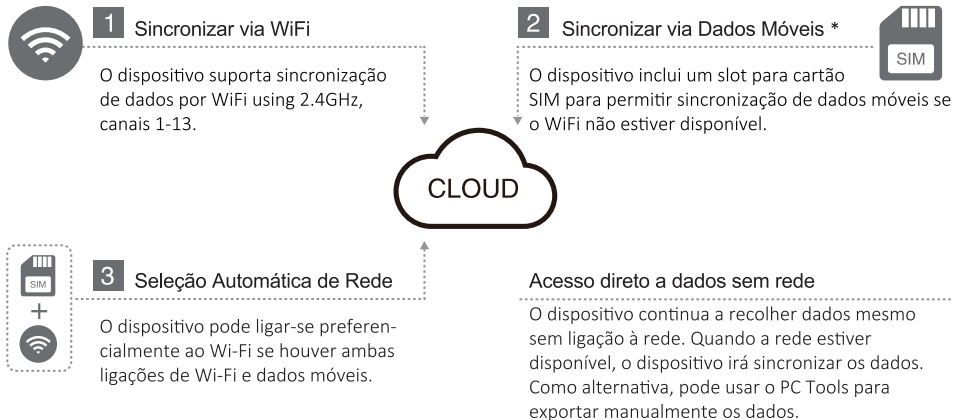 1 Sincronizar via WiFi
O dispositivo suporta sincronização
de dados por WiFi using 2.4GHz,
canais 1-13.
2 Sincronizar via Dados Móveis *
SIM
O dispositivo inclui um slot para cartão
SIM para permitir sincronização de dados móveis se
o WiFi não estiver disponível.
CLOUD
SIM
+
3 Seleção Automática de Rede
O dispositivo pode ligar-se preferen-
cialmente ao Wi-Fi se houver ambas
ligações de Wi-Fi e dados móveis.
Acesso direto a dados sem rede
O dispositivo continua a recolher dados mesmo
sem ligação à rede. Quando a rede estiver
disponível, o dispositivo irá sincronizar os dados.
Como alternativa, pode usar o PC Tools para
exportar manualmente os dados.